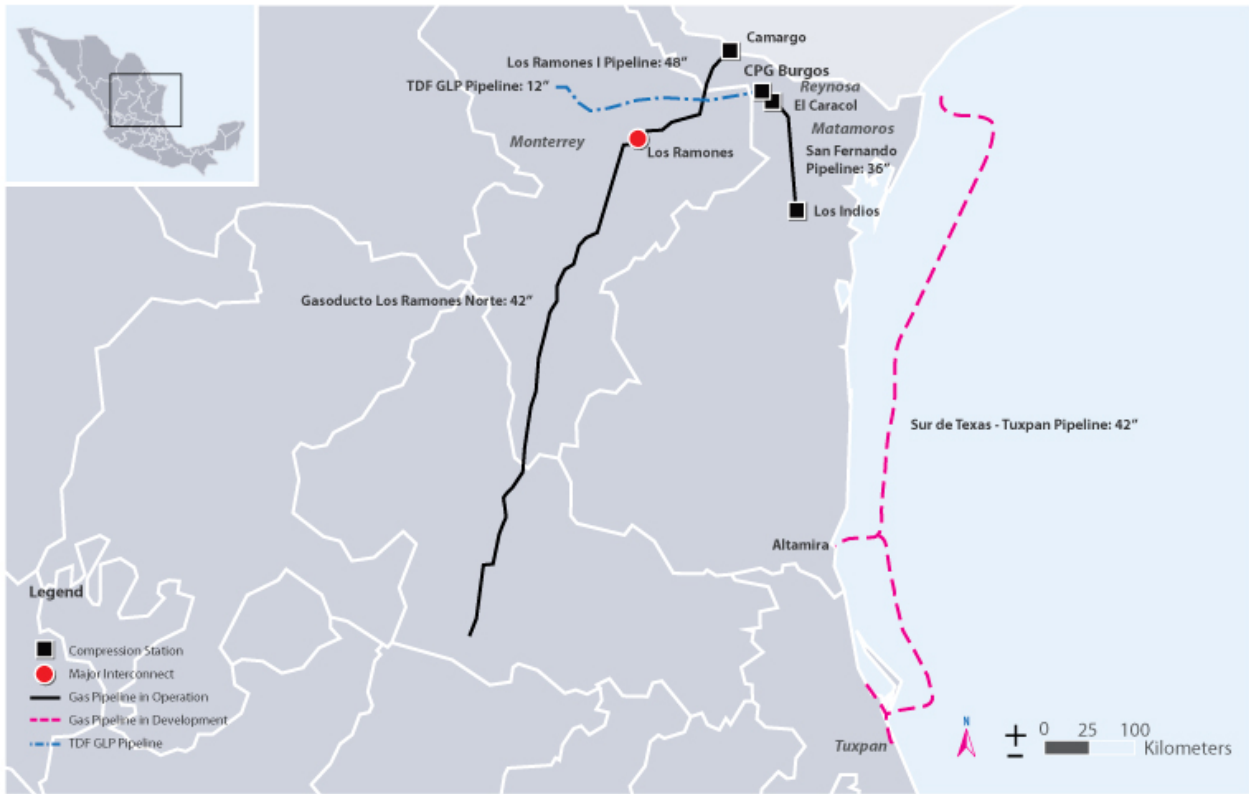 Camargo
Los Ramones I Pipeline: 48”
CPG Burgos
TDF GLP Pipeline: 12”
Reynosa
El Caracol
Matamoros
Monterrey
Los Ramones
San Fernando
Pipeline: 36”
Los Indios
Gasoducto Los Ramones Norte: 42”
Sur de Texas - Tuxpan Pipeline: 42”
Altamira
Legend
Compression Station
Major Interconnect
Gas Pipeline in Operation
Gas Pipeline in Development
TDF GLP Pipeline
Tuxpan
N
+
−
0 25 100
Kilometers